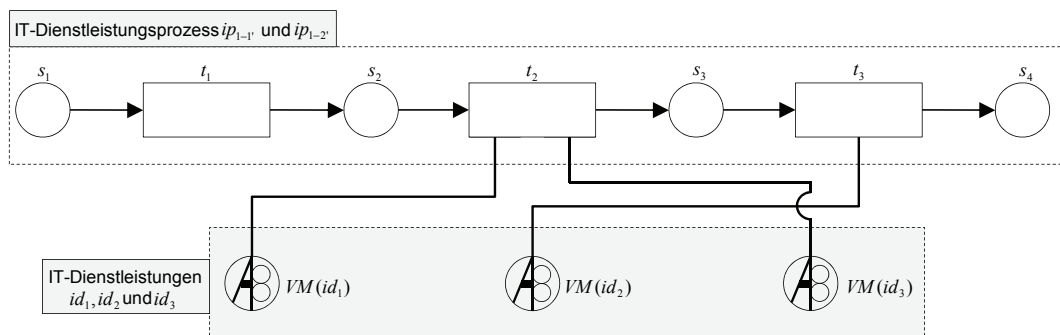 IT-Dienstleistungsprozess ip₁₋₁' und ip₁₋₂'
s₁ t₁ s₂ t₂ s₃ t₃ s₄
IT-Dienstleistungen
id₁, id₂ und id₃
VM(id₁) VM(id₂) VM(id₃)